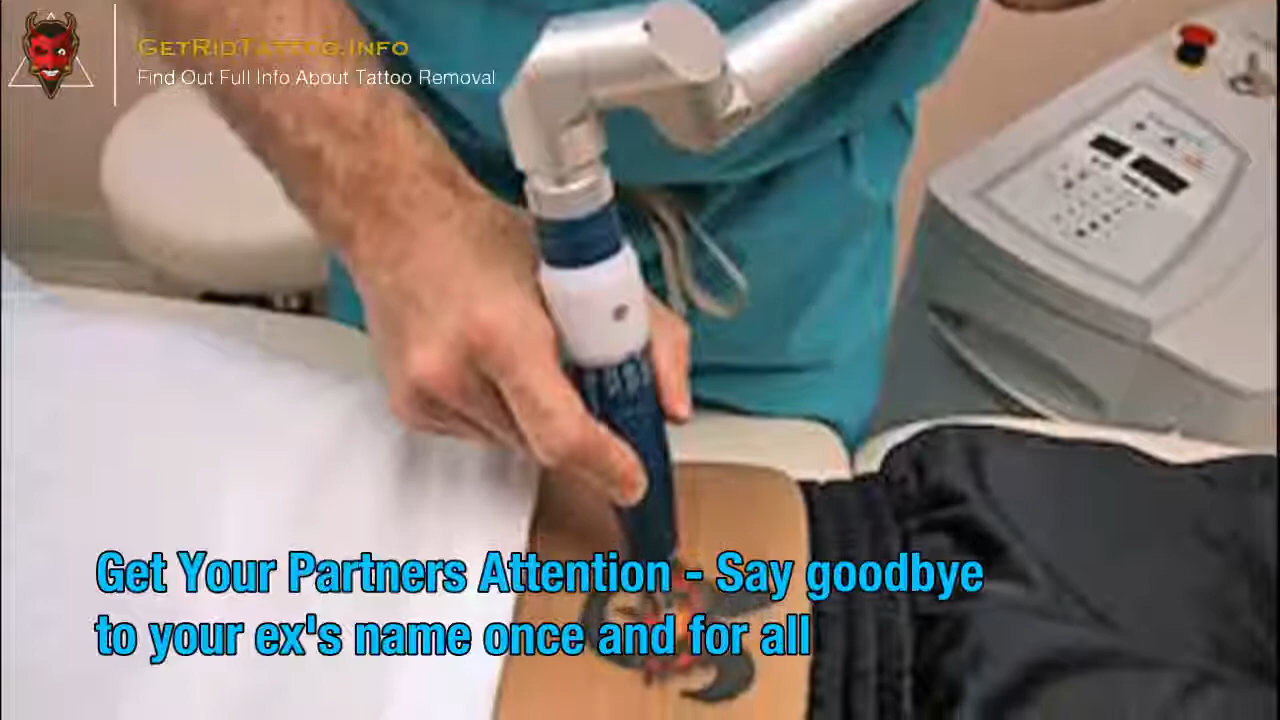 GetRidTattoo.Info
Find Out Full Info About Tattoo Removal
Get Your Partners Attention - Say goodbye
to your ex's name once and for all